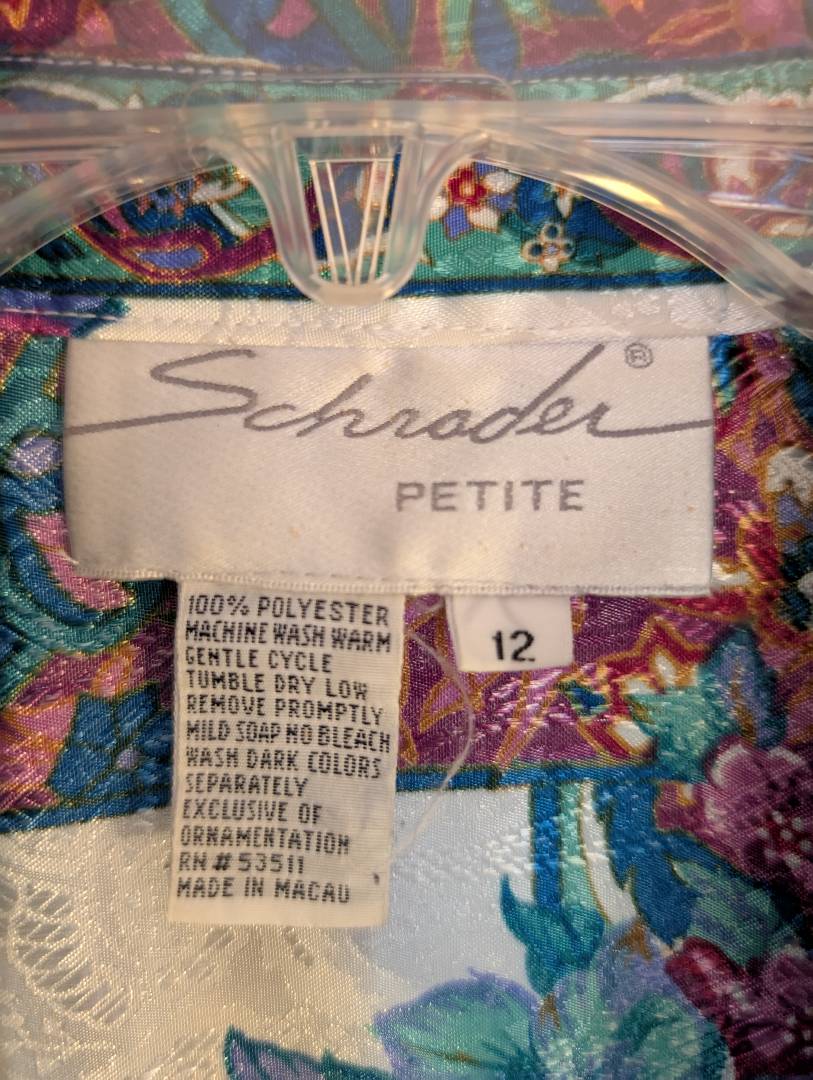 Schrader®
PETITE
100% POLYESTER
MACHINE WASH WARM
GENTLE CYCLE
TUMBLE DRY LOW
REMOVE PROMPTLY
MILD SOAP NO BLEACH
WASH DARK COLORS
SEPARATELY
EXCLUSIVE OF
ORNAMENTATION
RN # 53511
MADE IN MACAU
12